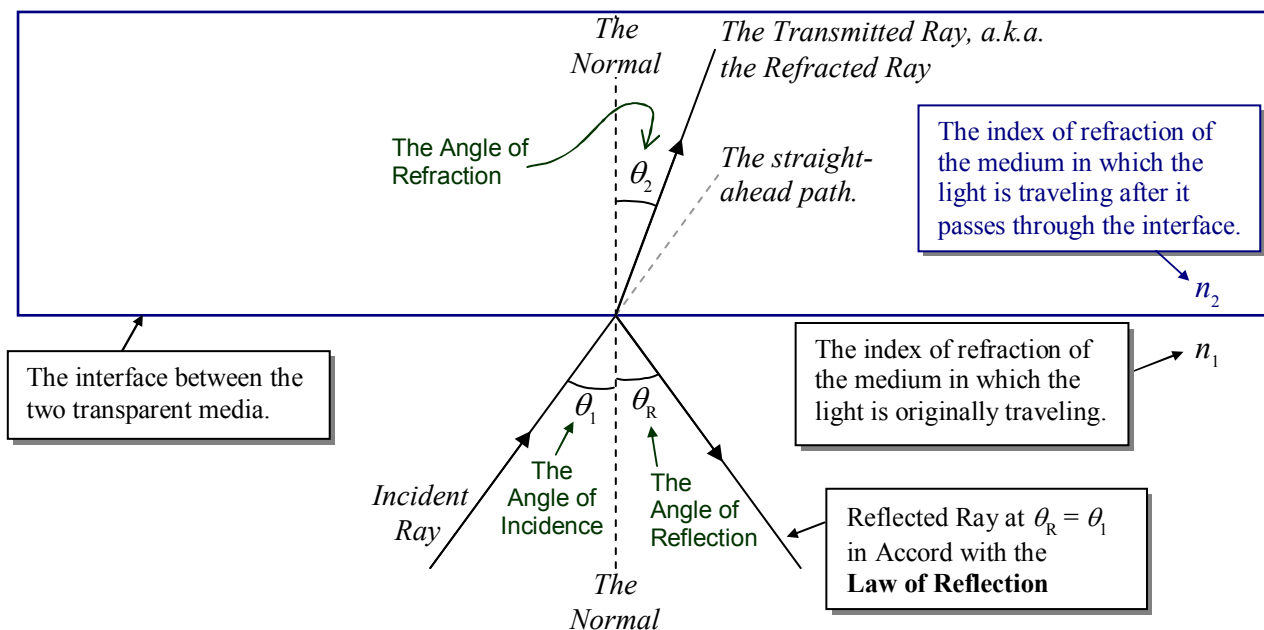 The
Normal
The Transmitted Ray, a.k.a.
the Refracted Ray
The Angle of
Refraction
θ2
The straight-
ahead path.
The index of refraction of
the medium in which the
light is traveling after it
passes through the interface.
n2
The interface between the
two transparent media.
The index of refraction of
the medium in which the
light is originally traveling.
n1
θ1
θR
Incident
Ray
The
Angle of
Incidence
The
Angle of
Reflection
Reflected Ray at θR = θ1
in Accord with the
Law of Reflection
The
Normal